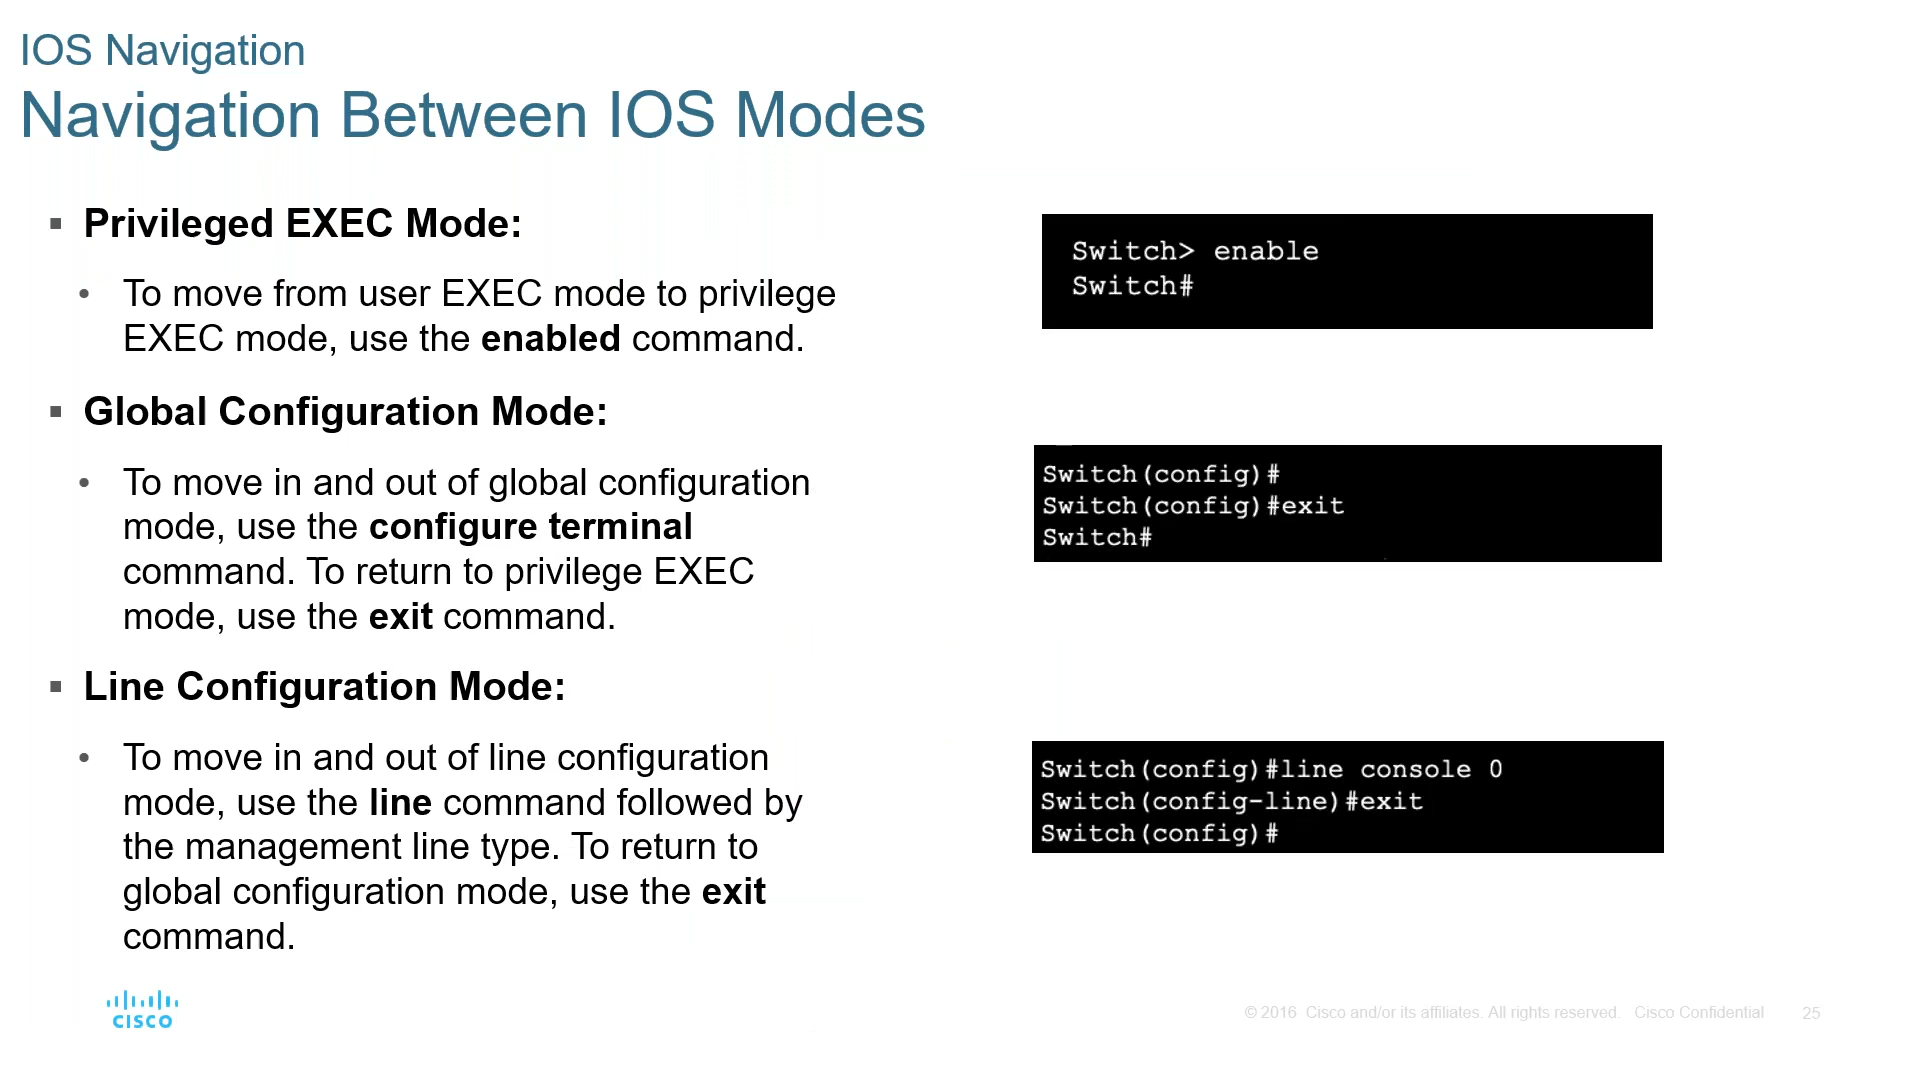 IOS Navigation
Navigation Between IOS Modes
▪ Privileged EXEC Mode:
• To move from user EXEC mode to privilege
EXEC mode, use the enabled command.
Switch> enable
Switch#
▪ Global Configuration Mode:
• To move in and out of global configuration
mode, use the configure terminal
command. To return to privilege EXEC
mode, use the exit command.
Switch(config)#
Switch(config)#exit
Switch#
▪ Line Configuration Mode:
• To move in and out of line configuration
mode, use the line command followed by
the management line type. To return to
global configuration mode, use the exit
command.
Switch(config)#line console 0
Switch(config-line)#exit
Switch(config)#
CISCO
© 2016 Cisco and/or its affiliates. All rights reserved. Cisco Confidential 25